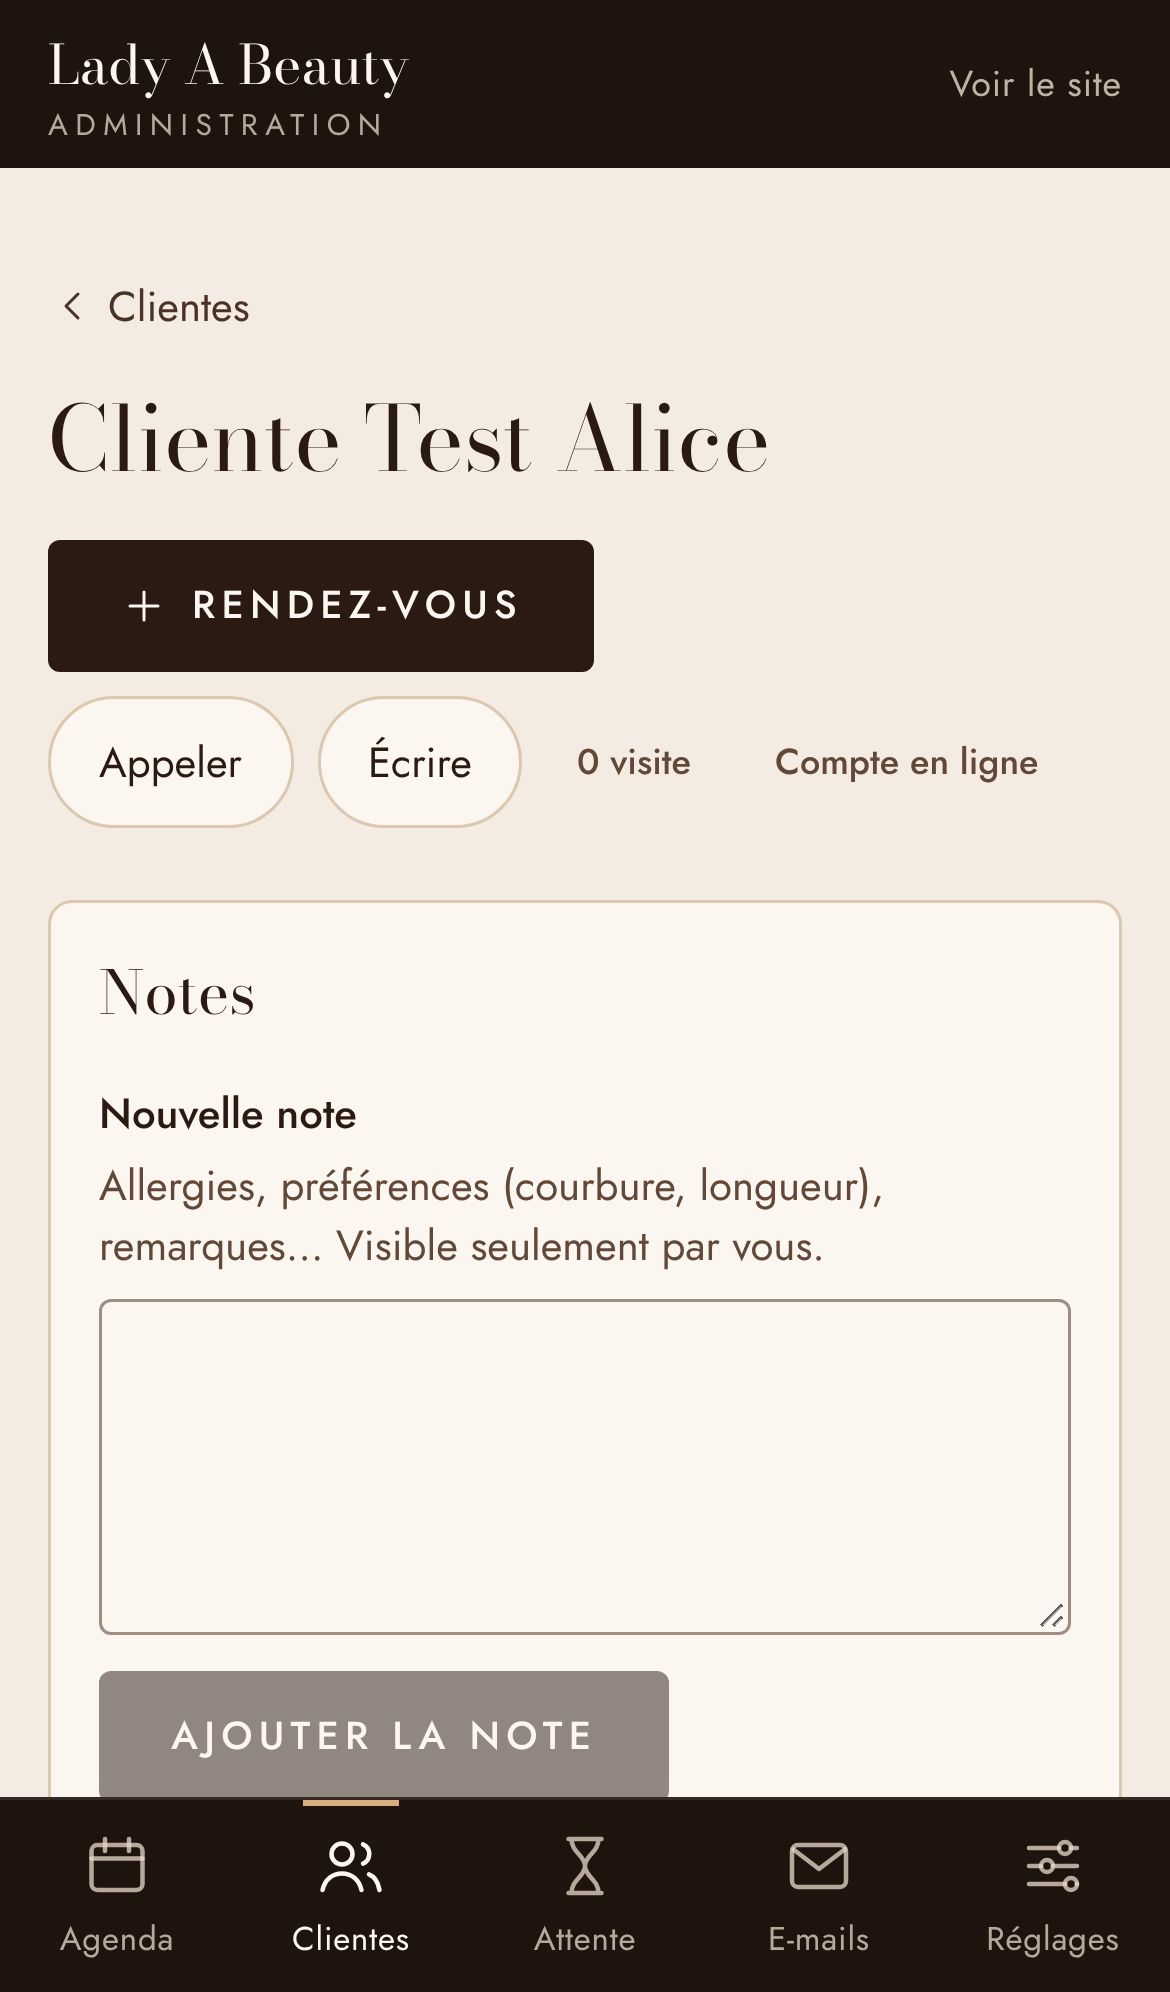 Lady A Beauty
ADMINISTRATION
Voir le site
Clientes
Cliente Test Alice
RENDEZ-VOUS
Appeler
Écrire
0 visite
Compte en ligne
Notes
Nouvelle note
Allergies, préférences (courbure, longueur),
remarques... Visible seulement par vous.
AJOUTER LA NOTE
Agenda
Clientes
Attente
E-mails
Réglages